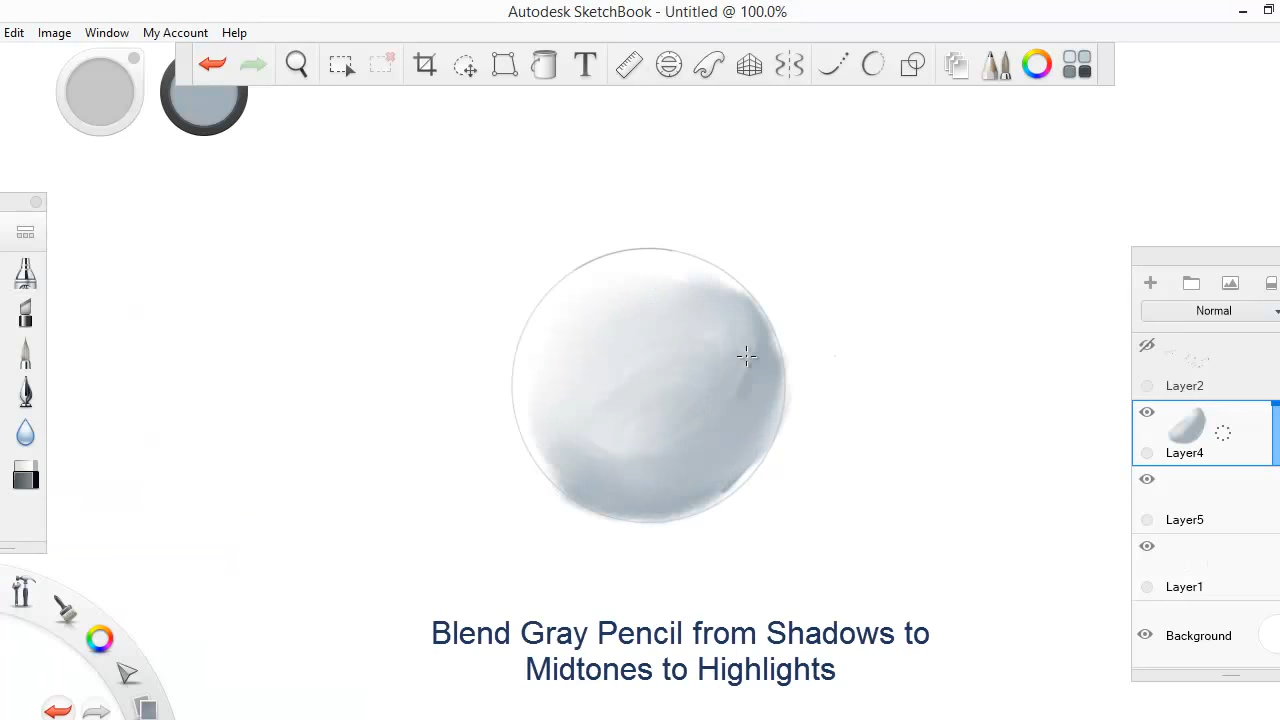 Autodesk SketchBook - Untitled @ 100.0%
Edit Image Window My Account Help
Normal
Layer2
Layer4
Layer5
Layer1
Background
Blend Gray Pencil from Shadows to
Midtones to Highlights